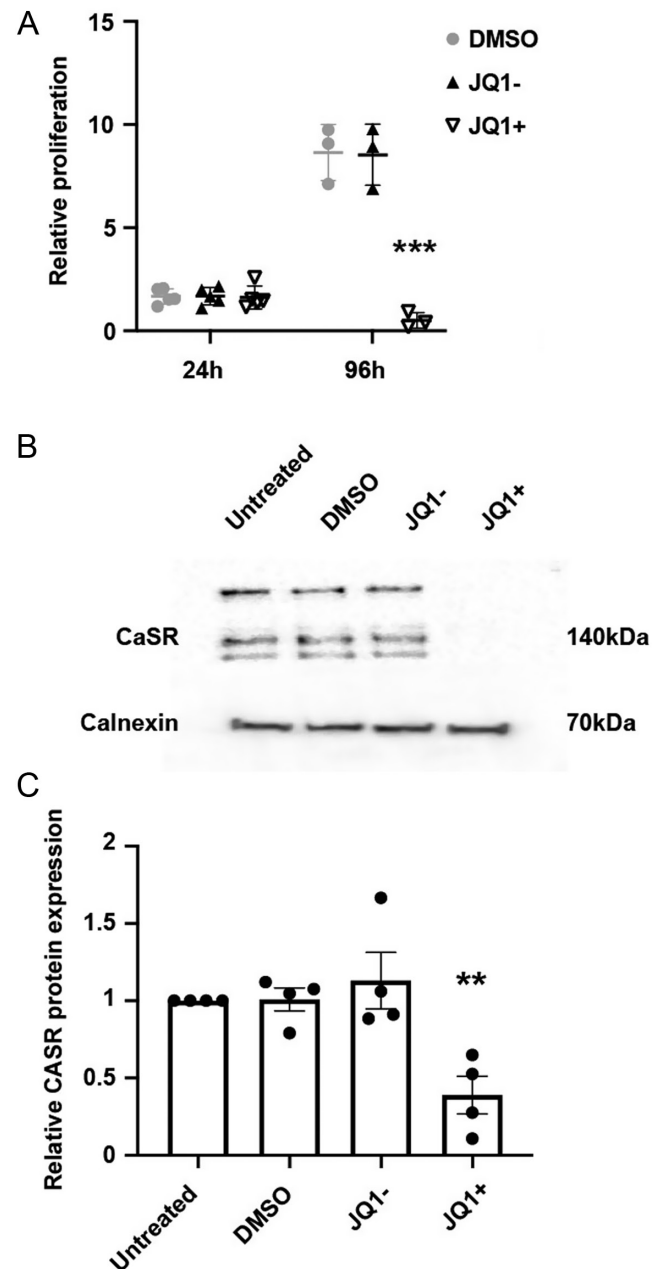 A
15
10
5
0
Relative proliferation
DMSO
JQ1-
JQ1+
***
24h
96h
B
Untreated
DMSO
JQ1-
JQ1+
CaSR
140kDa
Calnexin
70kDa
C
2
1.5
1
0.5
0
Relative CASR protein expression
**
Untreated
DMSO
JQ1-
JQ1+